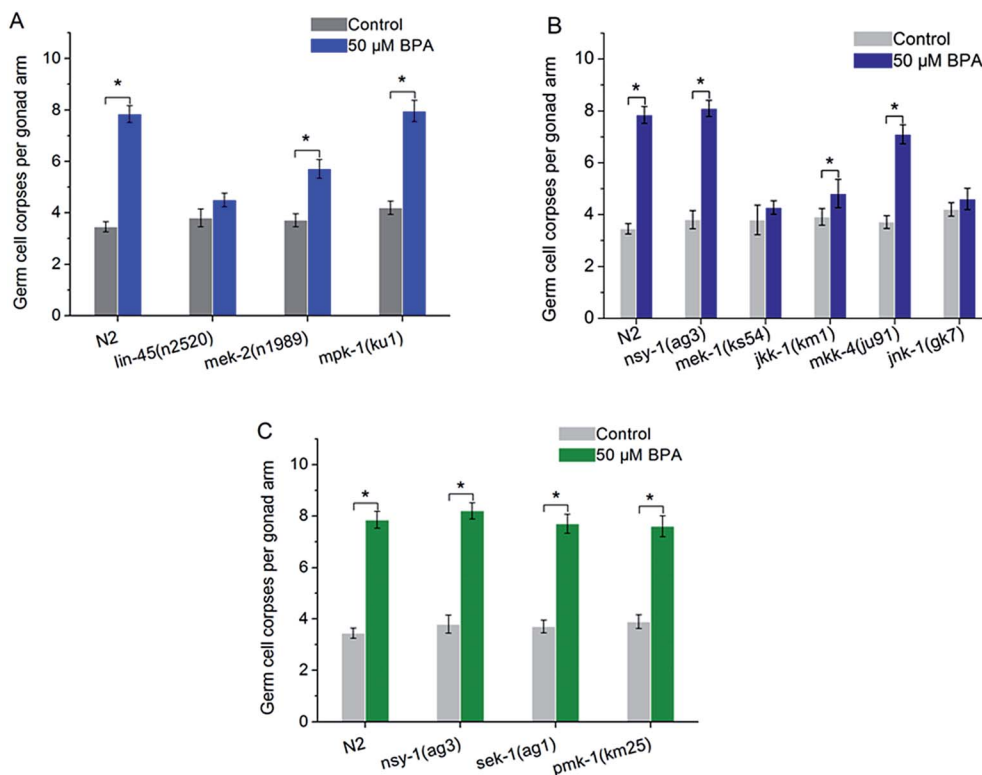 A
Control
50 µM BPA
Germ cell corpses per gonad arm
10
8
6
4
2
0
*
*
*
N2
lin-45(n2520)
mek-2(n1989)
mpk-1(ku1)
B
Control
50 µM BPA
Germ cell corpses per gonad arm
10
8
6
4
2
0
*
*
*
*
N2
nsy-1(ag3)
mek-1(ks54)
jkk-1(km1)
mkk-4(ju91)
jnk-1(gk7)
C
Control
50 µM BPA
Germ cell corpses per gonad arm
10
8
6
4
2
0
*
*
*
*
N2
nsy-1(ag3)
sek-1(ag1)
pmk-1(km25)